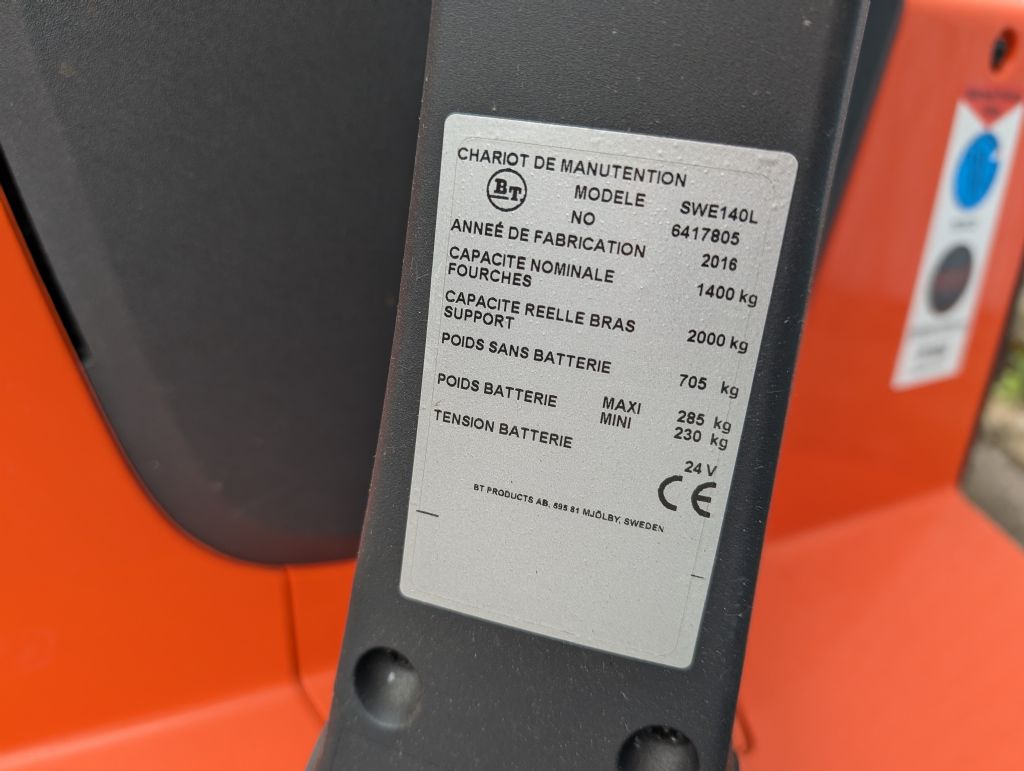 CHARIOT DE MANUTENTION
BT MODELE SWE140L
NO 6417805
ANNEÉ DE FABRICATION 2016
CAPACITE NOMINALE
FOURCHES 1400 kg
CAPACITE REELLE BRAS
SUPPORT 2000 kg
POIDS SANS BATTERIE 705 kg
POIDS BATTERIE MAXI 285 kg
MINI 230 kg
TENSION BATTERIE 24 V
CE
BT PRODUCTS AB, 595 81 MJÖLBY, SWEDEN